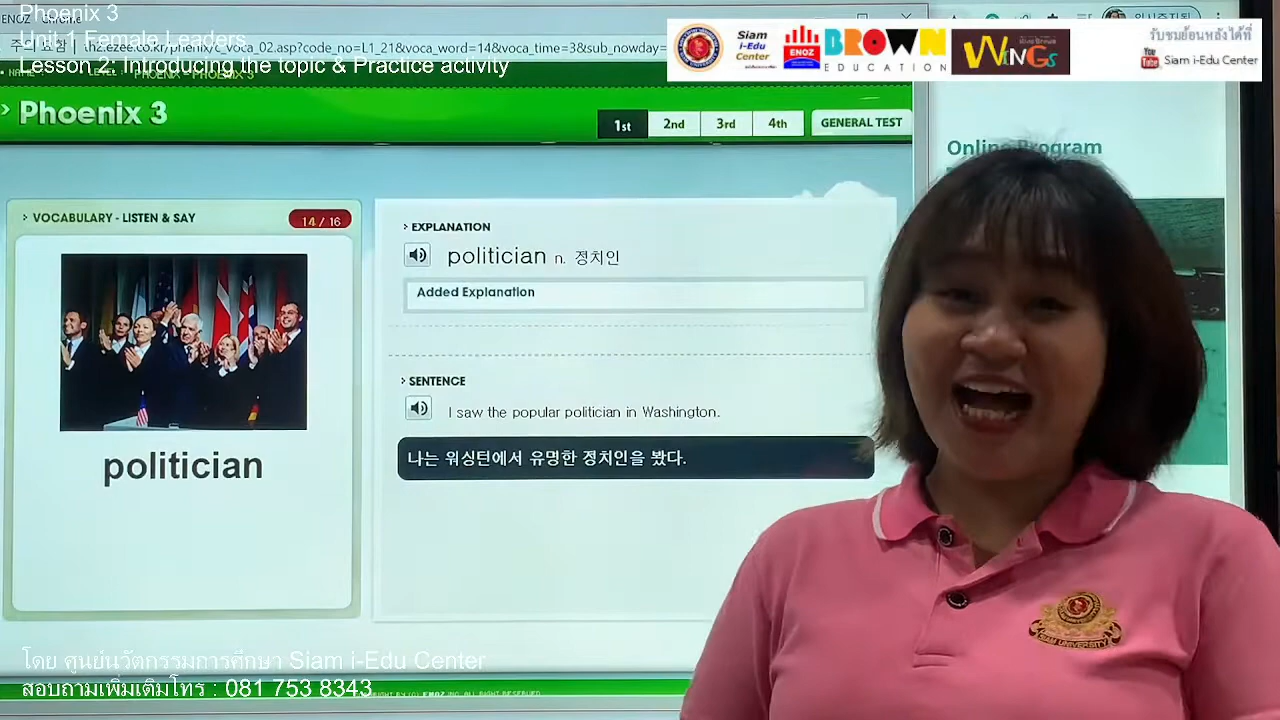 Phoenix 3
Unit 1 Female Leaders
Lesson 2: Introducing the topic & Practice activity
Siam
i-Edu
Center
ENOZ
BROWN
EDUCATION
WiNGs
รับชมย้อนหลังได้ที่
You
Tube
Siam i-Edu Center
Phoenix 3
1st
2nd
3rd
4th
GENERAL TEST
Online Program
VOCABULARY - LISTEN & SAY
14 / 16
politician
EXPLANATION
politician n. 정치인
Added Explanation
SENTENCE
I saw the popular politician in Washington.
나는 워싱턴에서 유명한 정치인을 봤다.
SIAM UNIVERSITY
โดย ศูนย์นวัตกรรมการศึกษา Siam i-Edu Center
สอบถามเพิ่มเติมโทร : 081 753 8343